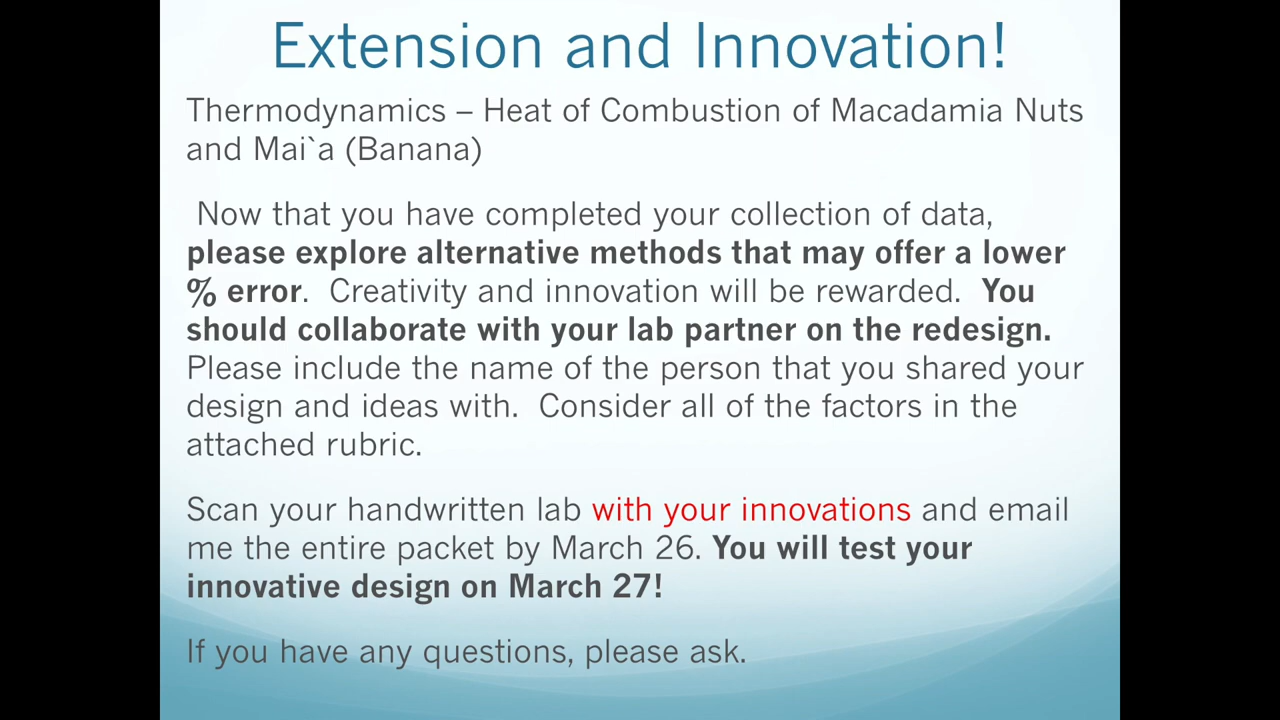 Extension and Innovation!
Thermodynamics – Heat of Combustion of Macadamia Nuts
and Mai`a (Banana)
Now that you have completed your collection of data,
please explore alternative methods that may offer a lower
% error.  Creativity and innovation will be rewarded.  You
should collaborate with your lab partner on the redesign.
Please include the name of the person that you shared your
design and ideas with.  Consider all of the factors in the
attached rubric.
Scan your handwritten lab with your innovations and email
me the entire packet by March 26. You will test your
innovative design on March 27!
If you have any questions, please ask.